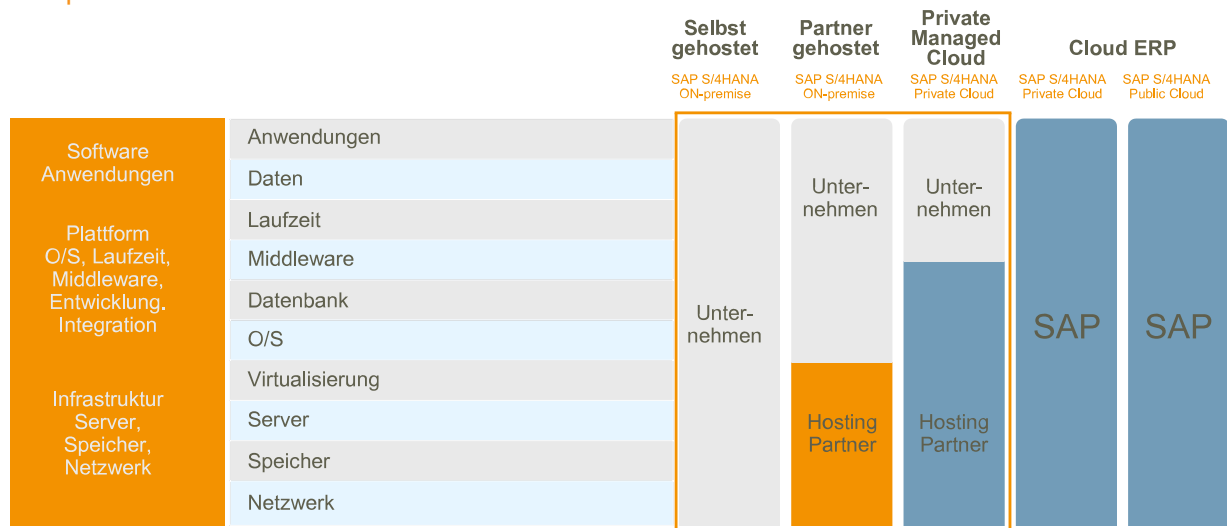 Selbst
gehostet
Partner
gehostet
Private
Managed
Cloud
Cloud ERP
SAP S/4HANA
ON-premise
SAP S/4HANA
ON-premise
SAP S/4HANA
Private Cloud
SAP S/4HANA
Private Cloud
SAP S/4HANA
Public Cloud
Software
Anwendungen
Plattform
O/S, Laufzeit,
Middleware,
Entwicklung.
Integration
Infrastruktur
Server,
Speicher,
Netzwerk
Anwendungen
Daten
Laufzeit
Middleware
Datenbank
O/S
Virtualisierung
Server
Speicher
Netzwerk
Unter-
nehmen
Unter-
nehmen
Hosting
Partner
Unter-
nehmen
Hosting
Partner
SAP
SAP